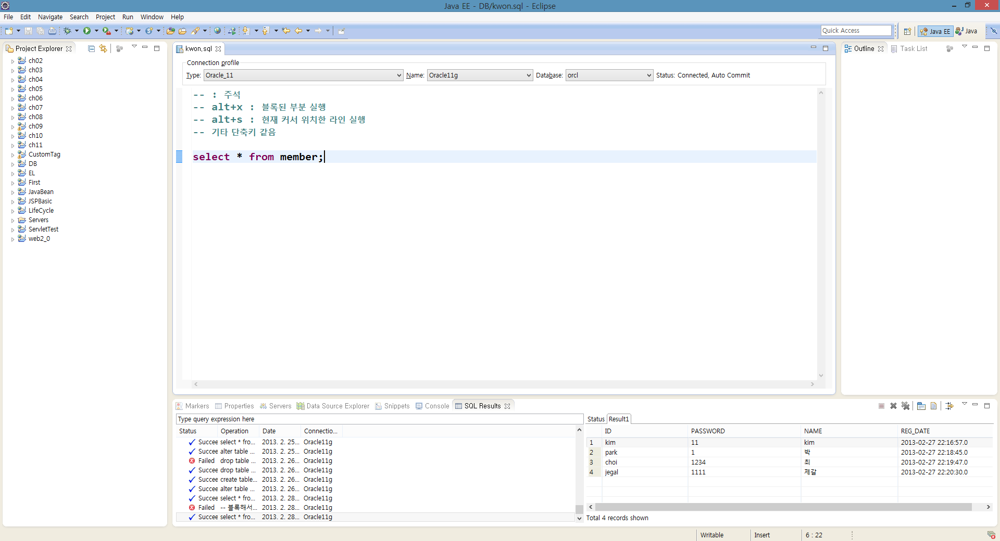 Java EE - DB/kwon.sql - Eclipse
File Edit Navigate Search Project Run Window Help
Quick Access
Java EE
Java
Project Explorer
ch02
ch03
ch04
ch05
ch06
ch07
ch08
ch09
ch10
ch11
CustomTag
DB
EL
First
JavaBean
JSPBasic
LifeCycle
Servers
ServletTest
web2_0
kwon.sql
Connection profile
Type: Oracle_11 Name: Oracle11g Database: orcl Status: Connected, Auto Commit
-- : 주석
-- alt+x : 블록된 부분 실행
-- alt+s : 현재 커서 위치한 라인 실행
-- 기타 단축키 같음
select * from member;
Outline Task List
Markers Properties Servers Data Source Explorer Snippets Console SQL Results
Type query expression here
Status Operation Date Connectio...
Succee select * fro... 2013. 2. 25... Oracle11g
Succee alter table ... 2013. 2. 25... Oracle11g
Failed drop table ... 2013. 2. 26... Oracle11g
Succee drop table ... 2013. 2. 26... Oracle11g
Succee create table... 2013. 2. 26... Oracle11g
Succee alter table ... 2013. 2. 26... Oracle11g
Succee select * fro... 2013. 2. 28... Oracle11g
Failed -- 블록해서... 2013. 2. 28... Oracle11g
Succee select * fro... 2013. 2. 28... Oracle11g
Status Result1
ID PASSWORD NAME REG_DATE
1 kim 11 kim 2013-02-27 22:16:57.0
2 park 1 박 2013-02-27 22:18:45.0
3 choi 1234 최 2013-02-27 22:19:47.0
4 jegal 1111 제갈 2013-02-27 22:20:30.0
Total 4 records shown
Writable Insert 6 : 22